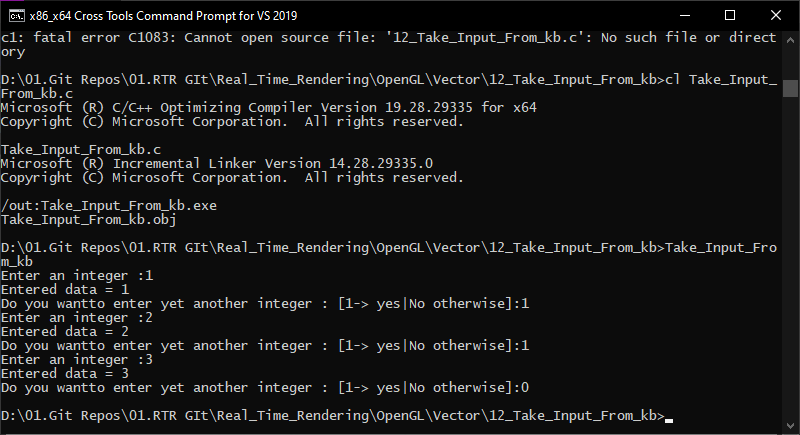 x86_x64 Cross Tools Command Prompt for VS 2019
c1: fatal error C1083: Cannot open source file: '12_Take_Input_From_kb.c': No such file or direct
ory
D:\01.Git Repos\01.RTR GIt\Real_Time_Rendering\OpenGL\Vector\12_Take_Input_From_kb>cl Take_Input_
From_kb.c
Microsoft (R) C/C++ Optimizing Compiler Version 19.28.29335 for x64
Copyright (C) Microsoft Corporation.  All rights reserved.
Take_Input_From_kb.c
Microsoft (R) Incremental Linker Version 14.28.29335.0
Copyright (C) Microsoft Corporation.  All rights reserved.
/out:Take_Input_From_kb.exe
Take_Input_From_kb.obj
D:\01.Git Repos\01.RTR GIt\Real_Time_Rendering\OpenGL\Vector\12_Take_Input_From_kb>Take_Input_Fro
m_kb
Enter an integer :1
Entered data = 1
Do you wantto enter yet another integer : [1-> yes|No otherwise]:1
Enter an integer :2
Entered data = 2
Do you wantto enter yet another integer : [1-> yes|No otherwise]:1
Enter an integer :3
Entered data = 3
Do you wantto enter yet another integer : [1-> yes|No otherwise]:0
D:\01.Git Repos\01.RTR GIt\Real_Time_Rendering\OpenGL\Vector\12_Take_Input_From_kb>